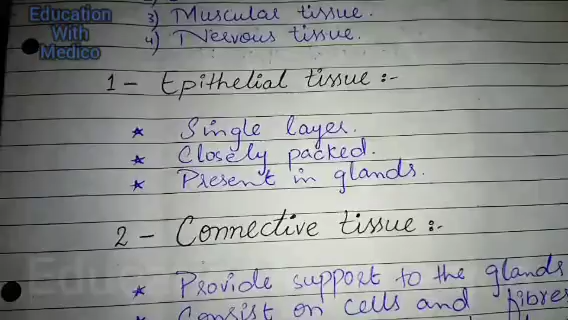 Education
With
Medico
3) Muscular tissue.
4) Nervous tissue.
1 - Epithelial tissue :-
* Single layer.
* Closely packed.
* Present in glands.
2 - Connective tissue :-
* Provide support to the glands
* Consist on cells and fibres